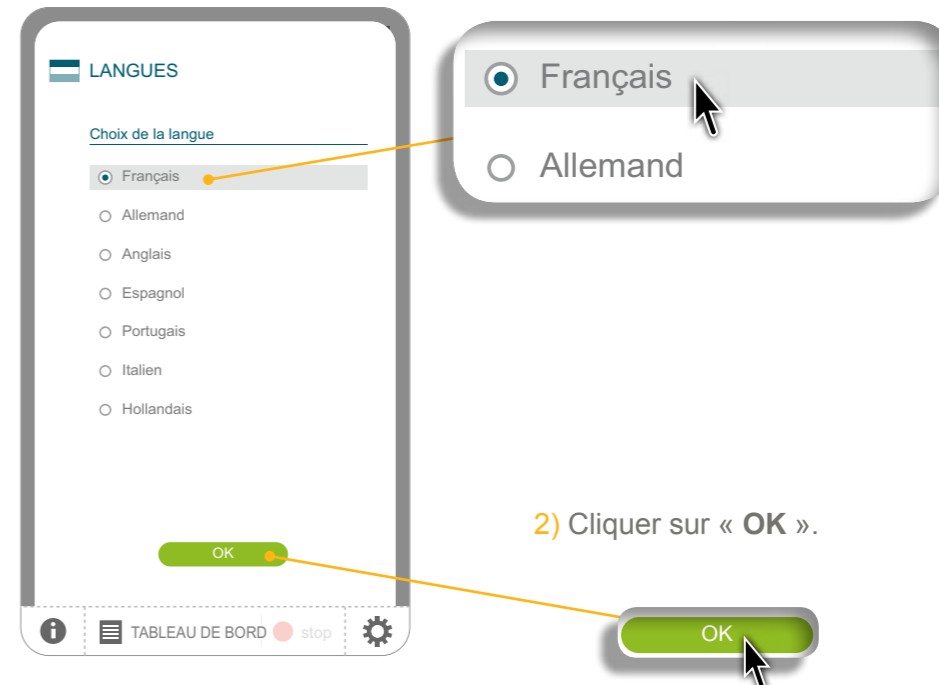 LANGUES
Choix de la langue
Français
Allemand
Anglais
Espagnol
Portugais
Italien
Hollandais
OK
TABLEAU DE BORD
stop
Français
Allemand
2) Cliquer sur « OK ».
OK